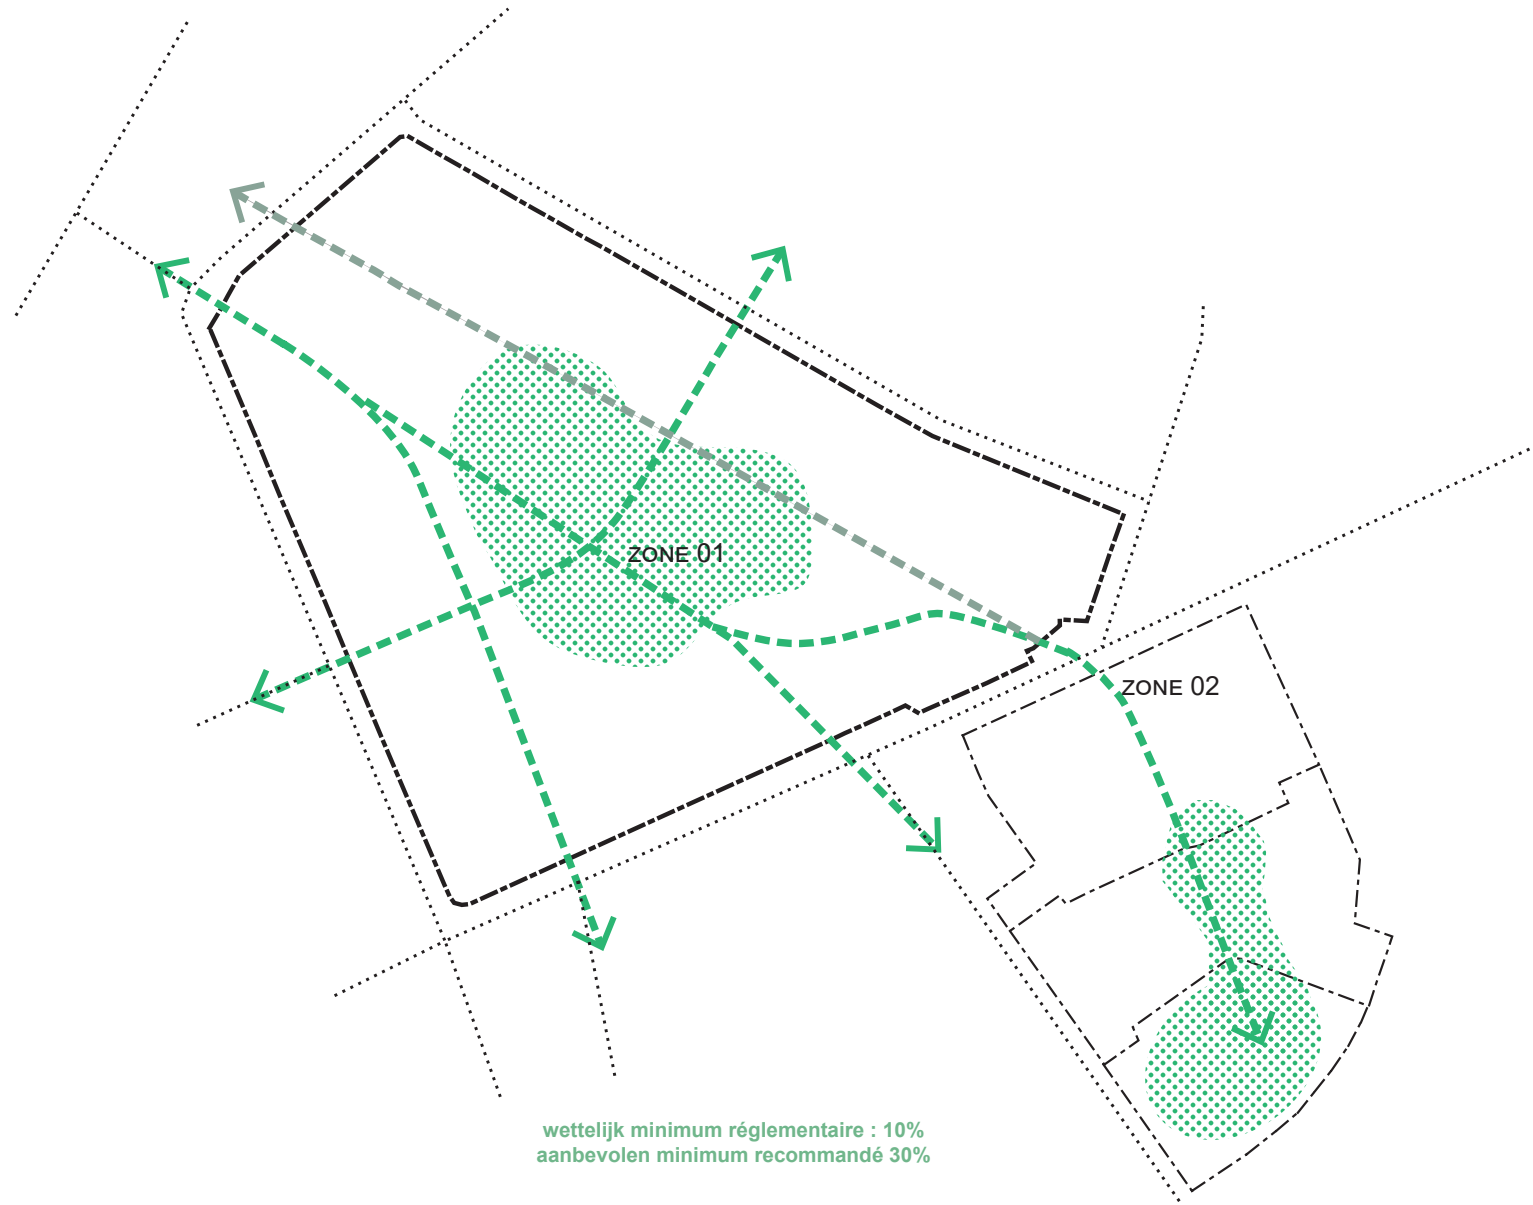 ZONE 01
ZONE 02
wettelijk minimum réglementaire : 10%
aanbevolen minimum recommandé 30%